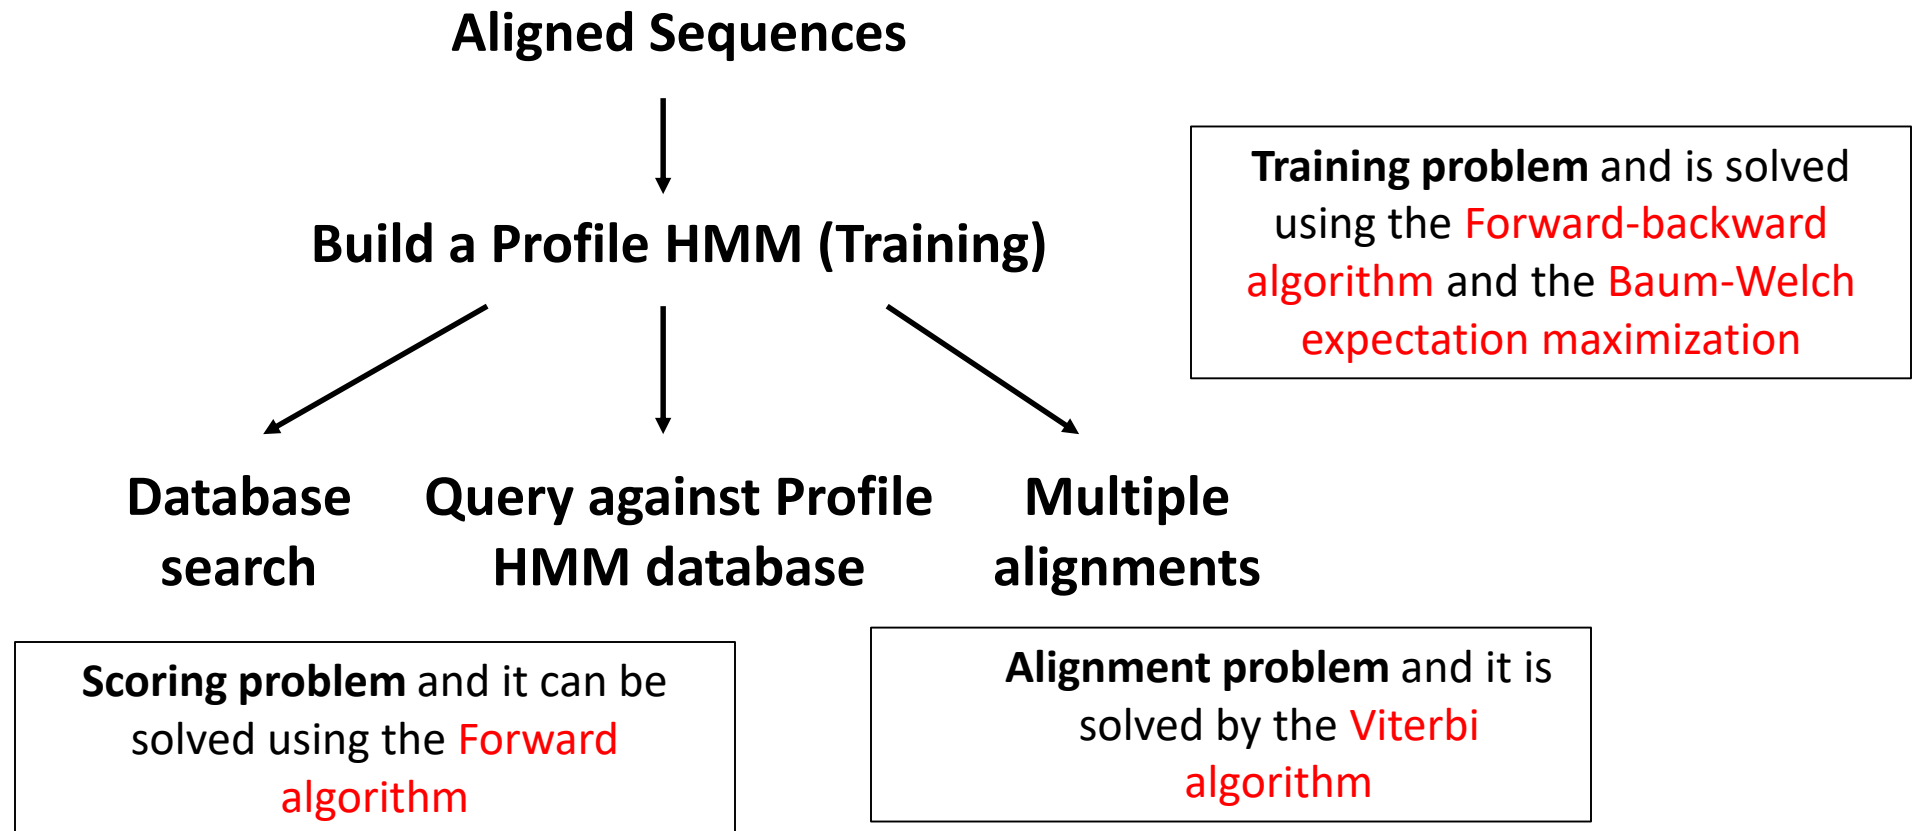 Aligned Sequences
Build a Profile HMM (Training)
Training problem and is solved
using the Forward-backward
algorithm and the Baum-Welch
expectation maximization
Database
search
Query against Profile
HMM database
Multiple
alignments
Scoring problem and it can be
solved using the Forward
algorithm
Alignment problem and it is
solved by the Viterbi
algorithm